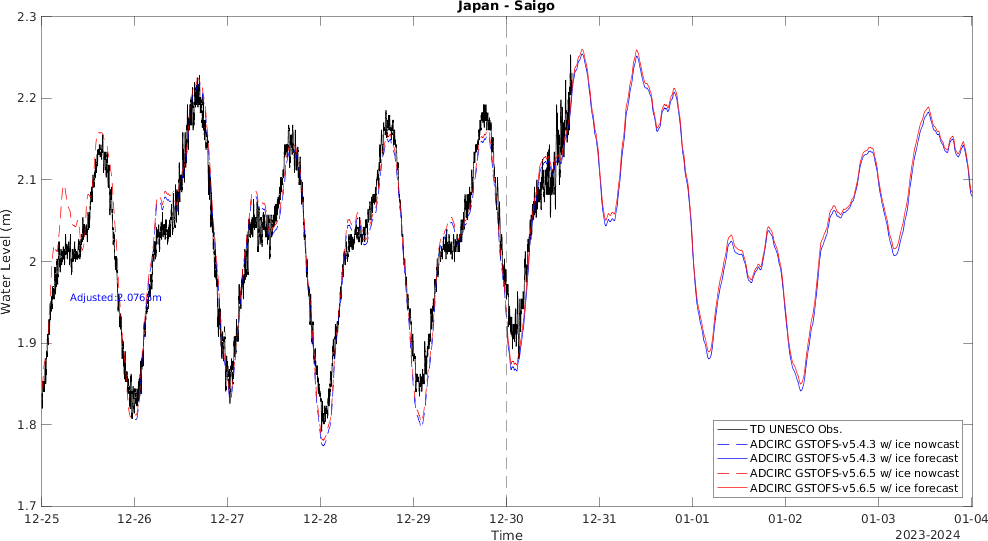 Japan - Saigo
2.3
2.2
2.1
2
1.9
1.8
1.7
Water Level (m)
Adjusted:2.0760m
TD UNESCO Obs.
ADCIRC GSTOFS-v5.4.3 w/ ice nowcast
ADCIRC GSTOFS-v5.4.3 w/ ice forecast
ADCIRC GSTOFS-v5.6.5 w/ ice nowcast
ADCIRC GSTOFS-v5.6.5 w/ ice forecast
12-25 12-26 12-27 12-28 12-29 12-30 12-31 01-01 01-02 01-03 01-04
Time
2023-2024